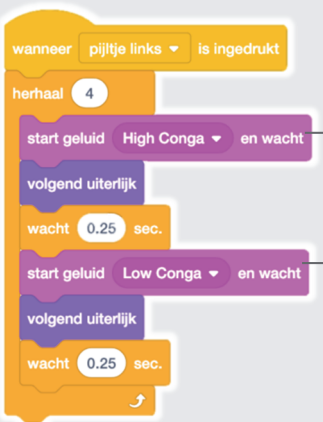 wanneer pijltje links is ingedrukt
herhaal 4
start geluid High Conga en wacht
volgend uiterlijk
wacht 0.25 sec.
start geluid Low Conga en wacht
volgend uiterlijk
wacht 0.25 sec.